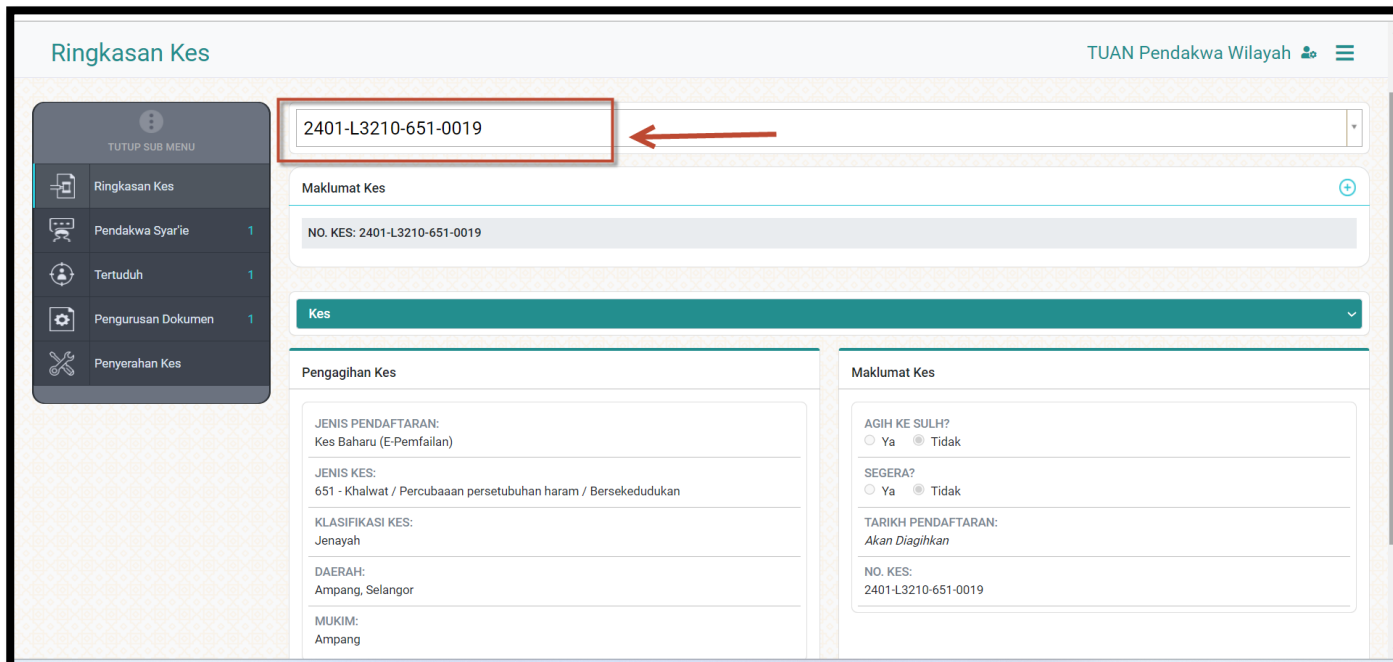 Ringkasan Kes
TUAN Pendakwa Wilayah
TUTUP SUB MENU
Ringkasan Kes
Pendakwa Syar'ie 1
Tertuduh 1
Pengurusan Dokumen 1
Penyerahan Kes
2401-L3210-651-0019
Maklumat Kes
NO. KES: 2401-L3210-651-0019
Kes
Pengagihan Kes
JENIS PENDAFTARAN:
Kes Baharu (E-Pemfailan)
JENIS KES:
651 - Khalwat / Percubaaan persetubuhan haram / Bersekedudukan
KLASIFIKASI KES:
Jenayah
DAERAH:
Ampang, Selangor
MUKIM:
Ampang
Maklumat Kes
AGIH KE SULH?
Ya Tidak
SEGERA?
Ya Tidak
TARIKH PENDAFTARAN:
Akan Diagihkan
NO. KES:
2401-L3210-651-0019